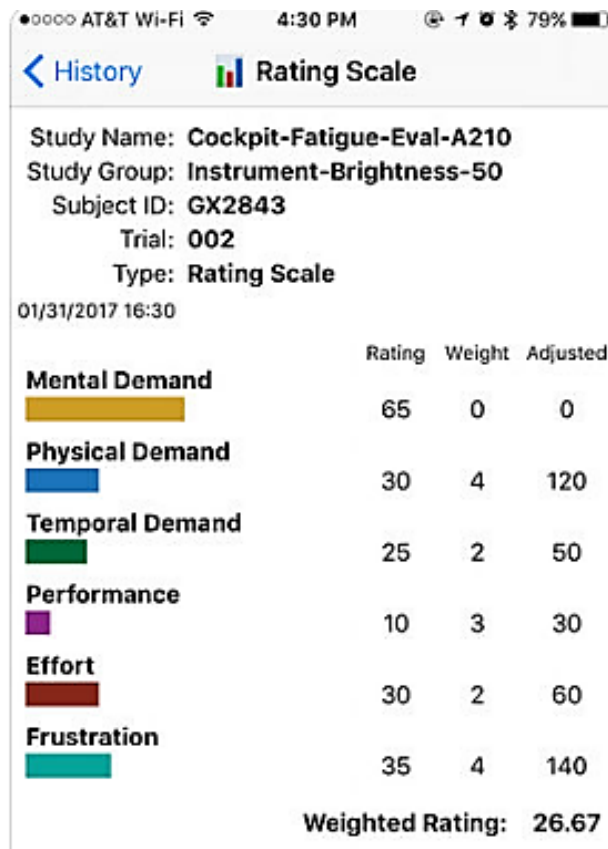 AT&T Wi-Fi 4:30 PM 79%
History Rating Scale
Study Name: Cockpit-Fatigue-Eval-A210
Study Group: Instrument-Brightness-50
Subject ID: GX2843
Trial: 002
Type: Rating Scale
01/31/2017 16:30
Rating Weight Adjusted
Mental Demand
65 0 0
Physical Demand
30 4 120
Temporal Demand
25 2 50
Performance
10 3 30
Effort
30 2 60
Frustration
35 4 140
Weighted Rating: 26.67